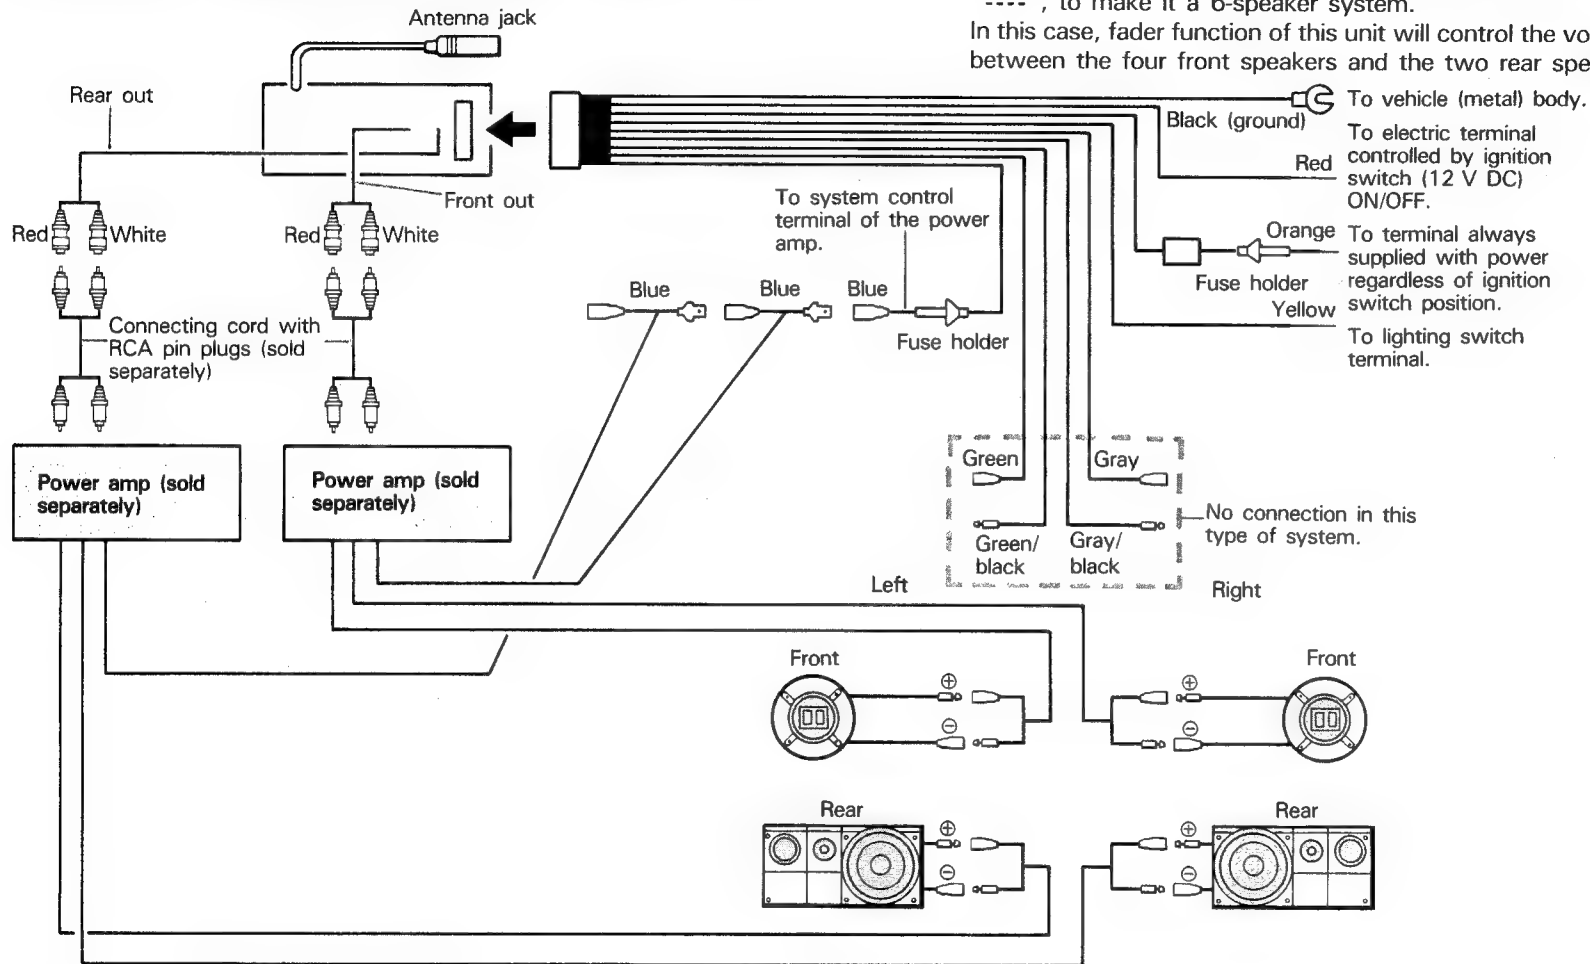 "----", to make it a 6-speaker system.
In this case, fader function of this unit will control the vo
between the four front speakers and the two rear spe
Antenna jack
Rear out
Front out
Red
White
Red
White
Connecting cord with
RCA pin plugs (sold
separately)
Power amp (sold
separately)
Power amp (sold
separately)
To system control
terminal of the power
amp.
Blue
Blue
Blue
Fuse holder
Black (ground)
To vehicle (metal) body.
Red
To electric terminal
controlled by ignition
switch (12 V DC)
ON/OFF.
Orange
Fuse holder
To terminal always
supplied with power
regardless of ignition
switch position.
Yellow
To lighting switch
terminal.
Green
Gray
Green/
black
Gray/
black
No connection in this
type of system.
Left
Right
Front
⊕
⊖
Front
⊕
⊖
Rear
⊕
⊖
Rear
⊕
⊖